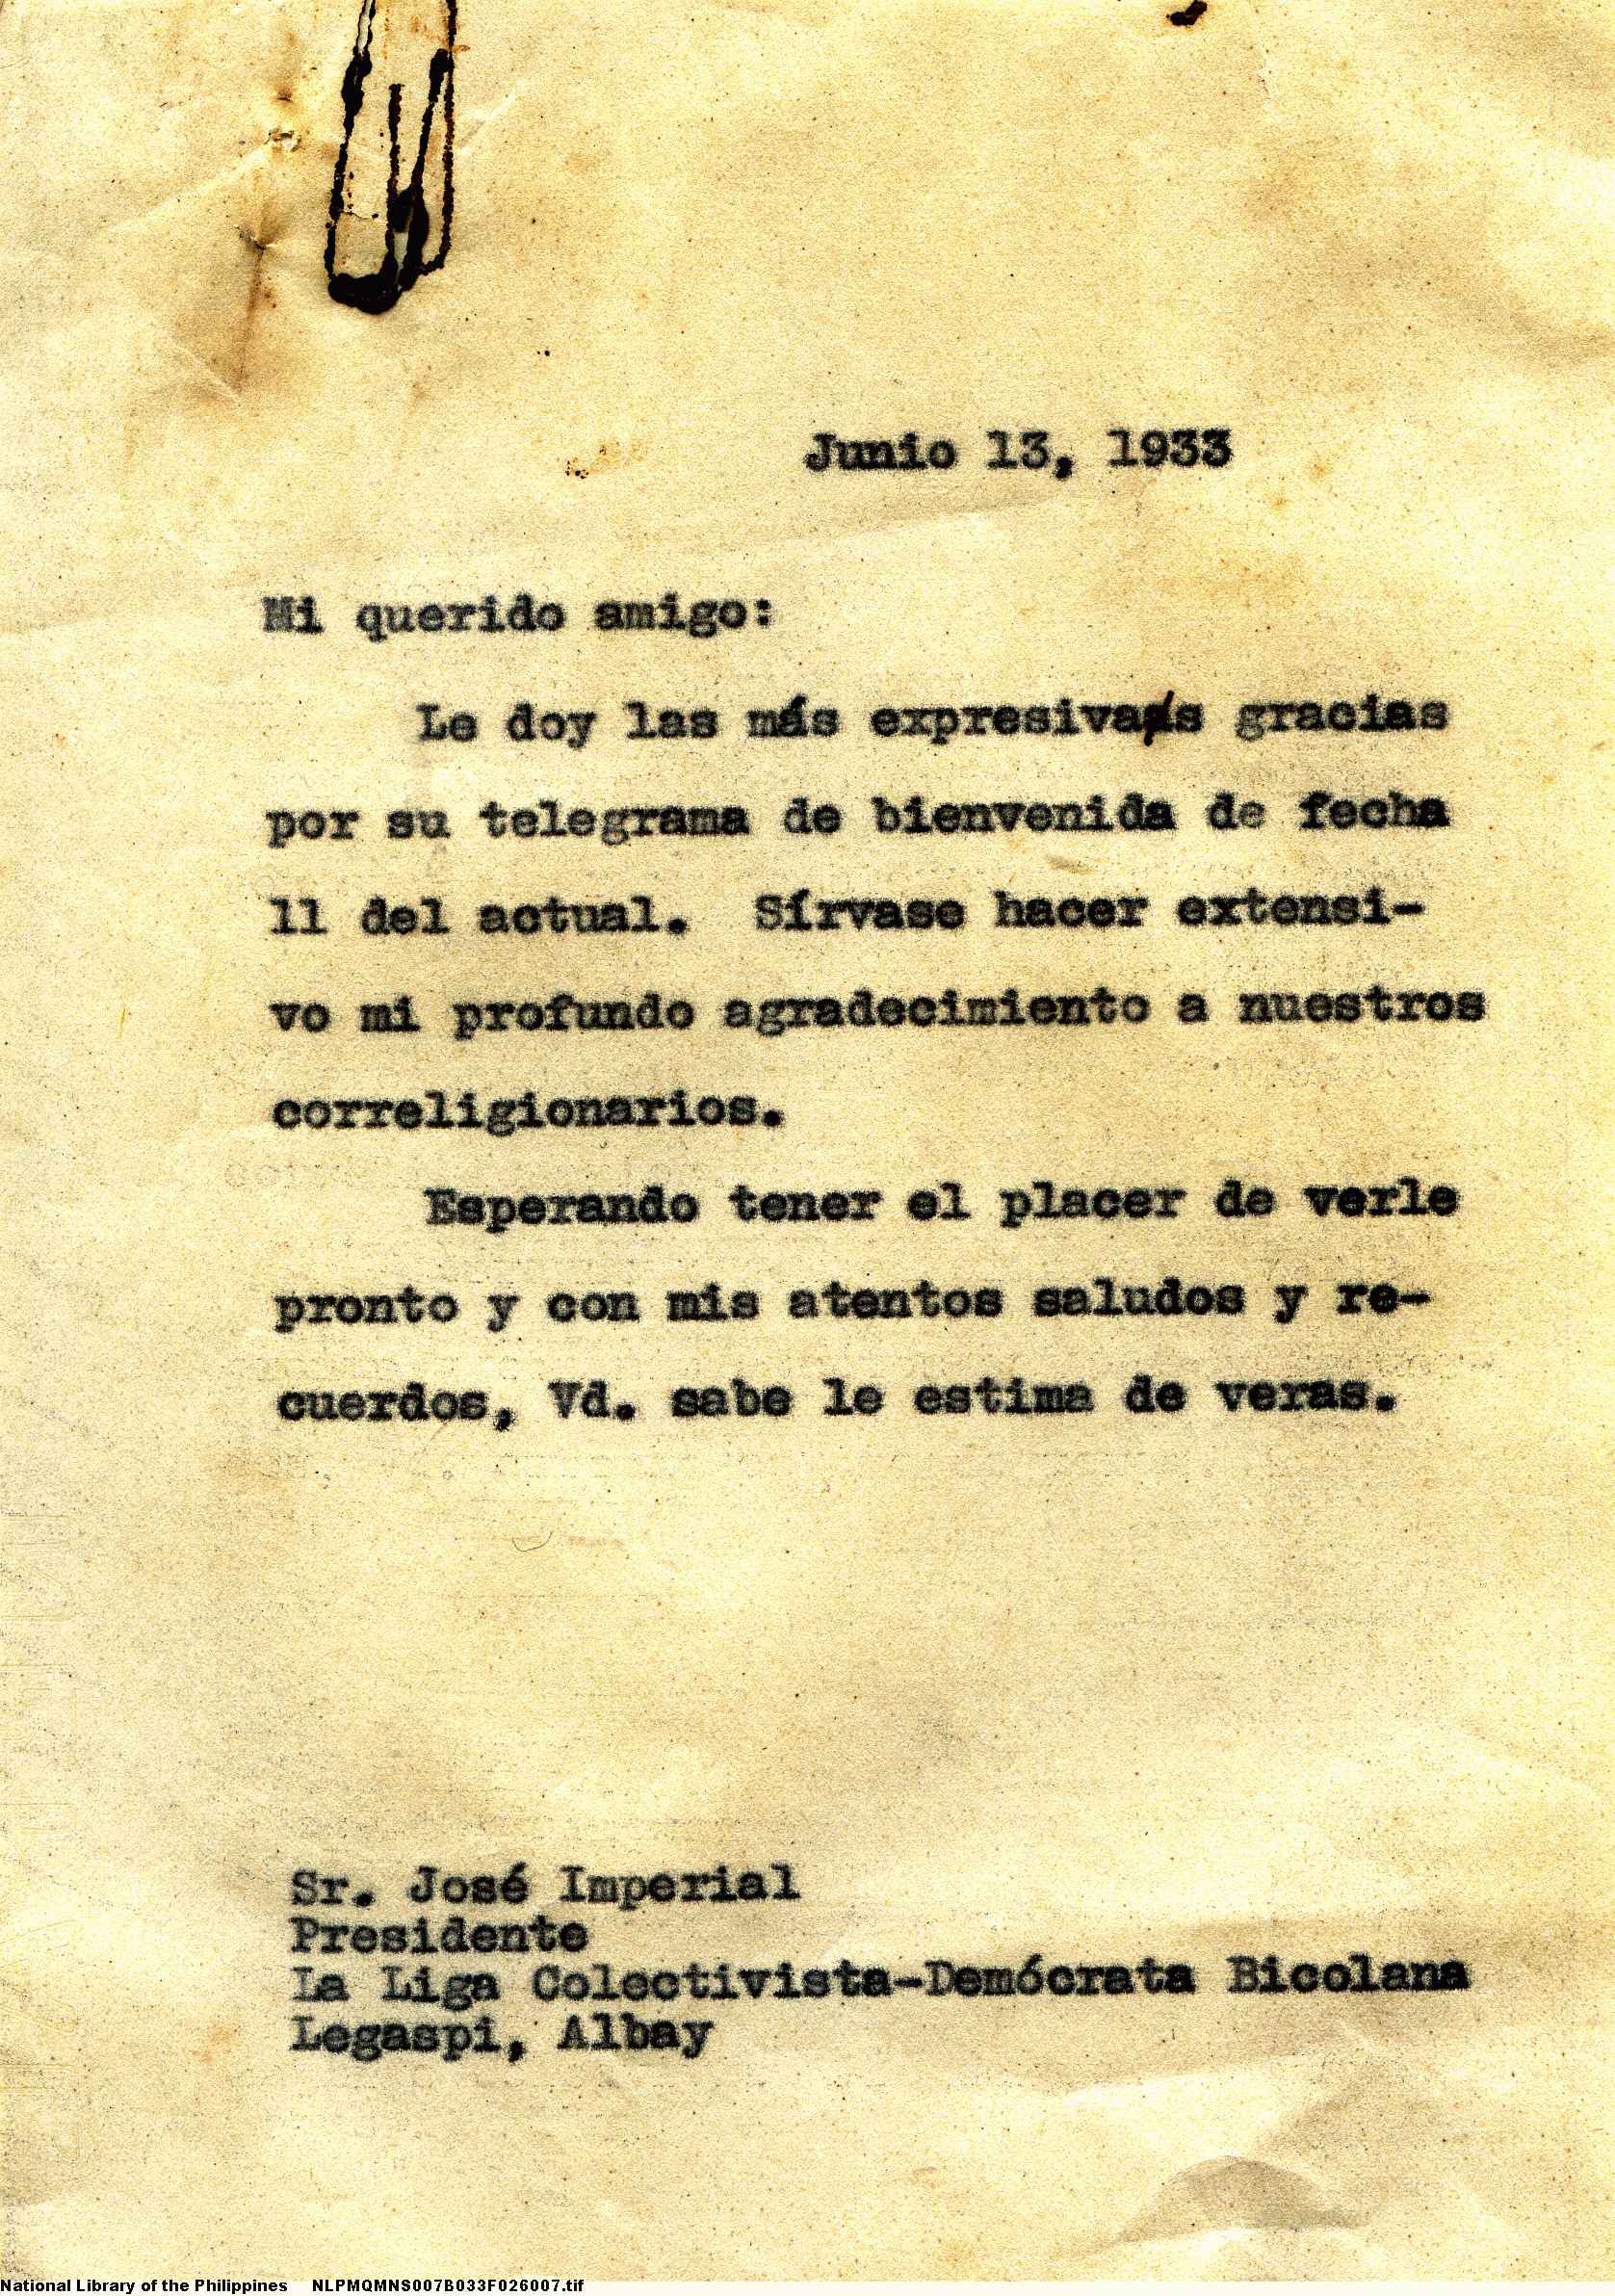 Junio 13, 1933
Mi querido amigo:
Le doy las más expresivas gracias
por su telegrama de bienvenida de fecha
11 del actual. Sírvase hacer extensi-
vo mi profundo agradecimiento a nuestros
correligionarios.
Esperando tener el placer de verle
pronto y con mis atentos saludos y re-
cuerdos, Vd. sabe le estima de veras.
Sr. José Imperial
Presidente
La Liga Colectivista-Demócrata Bicolana
Legaspi, Albay
National Library of the Philippines NLPMQMNS007B033F026007.tif